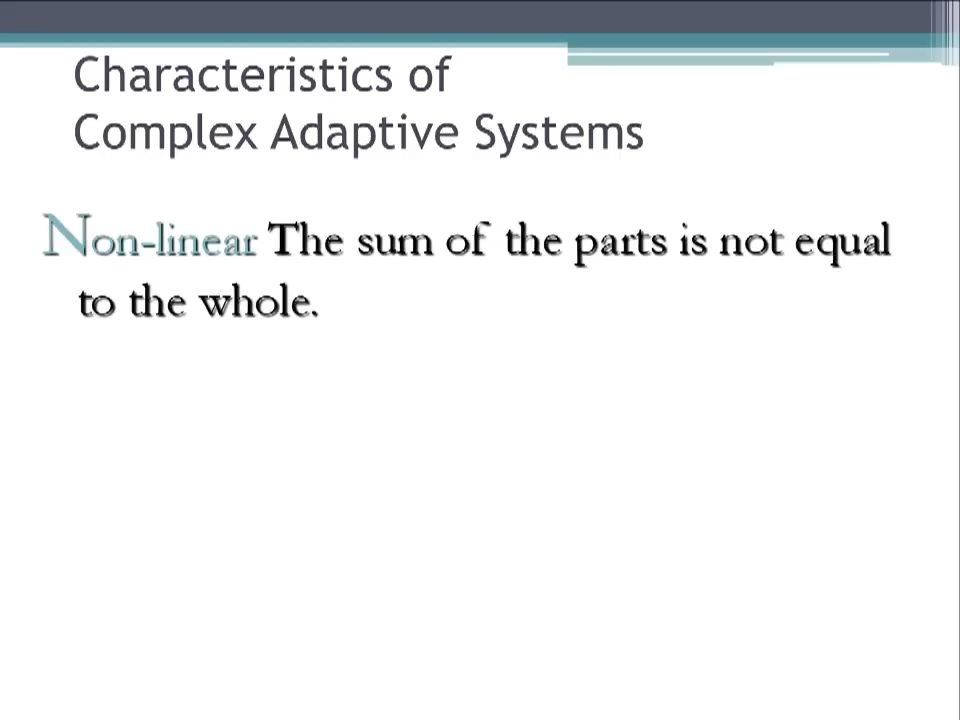 Characteristics of
Complex Adaptive Systems
Non-linear The sum of the parts is not equal
to the whole.